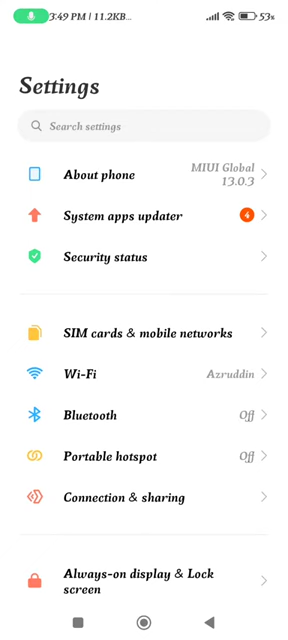 3:49 PM | 11.2KB...
53%
Settings
Search settings
About phone
MIUI Global
13.0.3
System apps updater
4
Security status
SIM cards & mobile networks
Wi-Fi
Azruddin
Bluetooth
Off
Portable hotspot
Off
Connection & sharing
Always-on display & Lock
screen